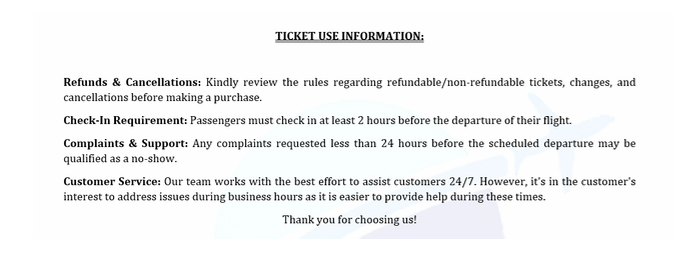 TICKET USE INFORMATION:
Refunds & Cancellations: Kindly review the rules regarding refundable/non-refundable tickets, changes, and
cancellations before making a purchase.
Check-In Requirement: Passengers must check in at least 2 hours before the departure of their flight.
Complaints & Support: Any complaints requested less than 24 hours before the scheduled departure may be
qualified as a no-show.
Customer Service: Our team works with the best effort to assist customers 24/7. However, it's in the customer's
interest to address issues during business hours as it is easier to provide help during these times.
Thank you for choosing us!